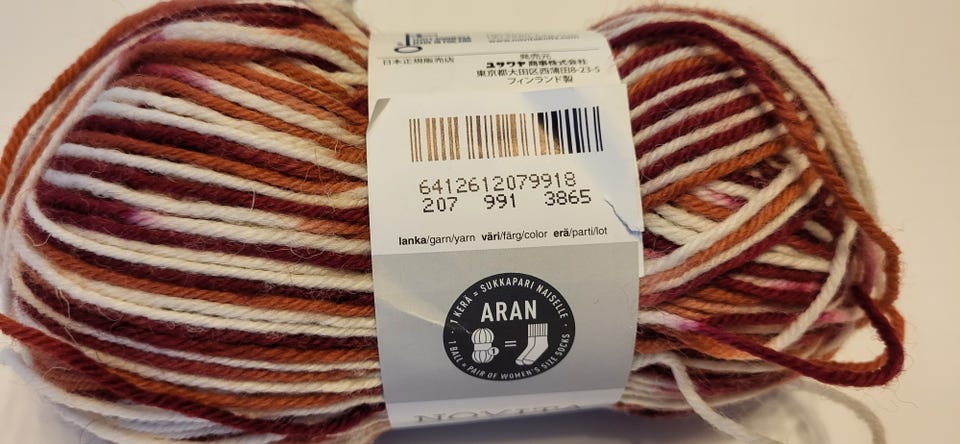 日本正規販売店
発売元
ユザワヤ商事株式会社
東京都大田区西蒲田8-23-5
フィンランド製
6412612079918
207 991 3865
lanka/garn/yarn väri/färg/color erä/parti/lot
· 1 KERÄ = SUKKAPARI NAISELLE ·
ARAN
1
=
1 BALL = PAIR OF WOMEN'S SIZE SOCKS